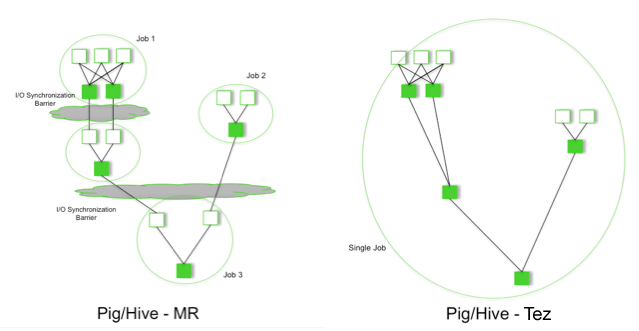 Job 1
Job 2
I/O Synchronization
Barrier
I/O Synchronization
Barrier
Job 3
Pig/Hive - MR
Single Job
Pig/Hive - Tez